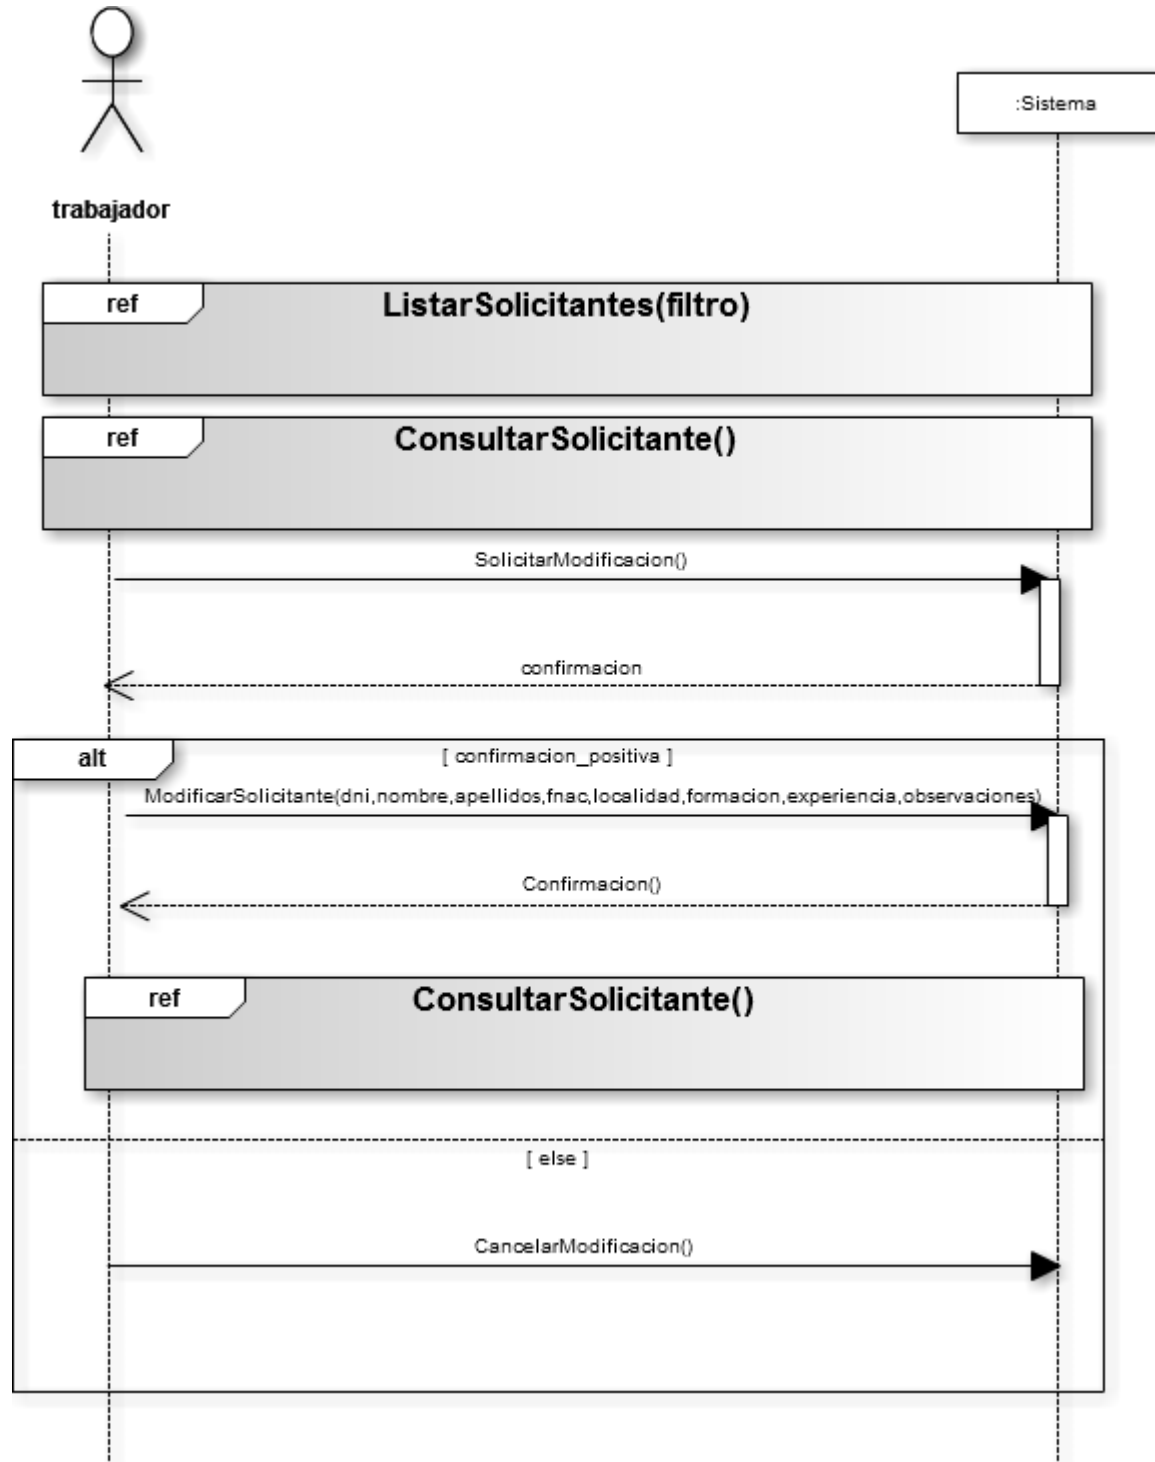 :Sistema
trabajador
ref
ListarSolicitantes(filtro)
ref
ConsultarSolicitante()
SolicitarModificacion()
confirmacion
alt
[ confirmacion_positiva ]
ModificarSolicitante(dni,nombre,apellidos,fnac,localidad,formacion,experiencia,observaciones)
Confirmacion()
ref
ConsultarSolicitante()
[ else ]
CancelarModificacion()